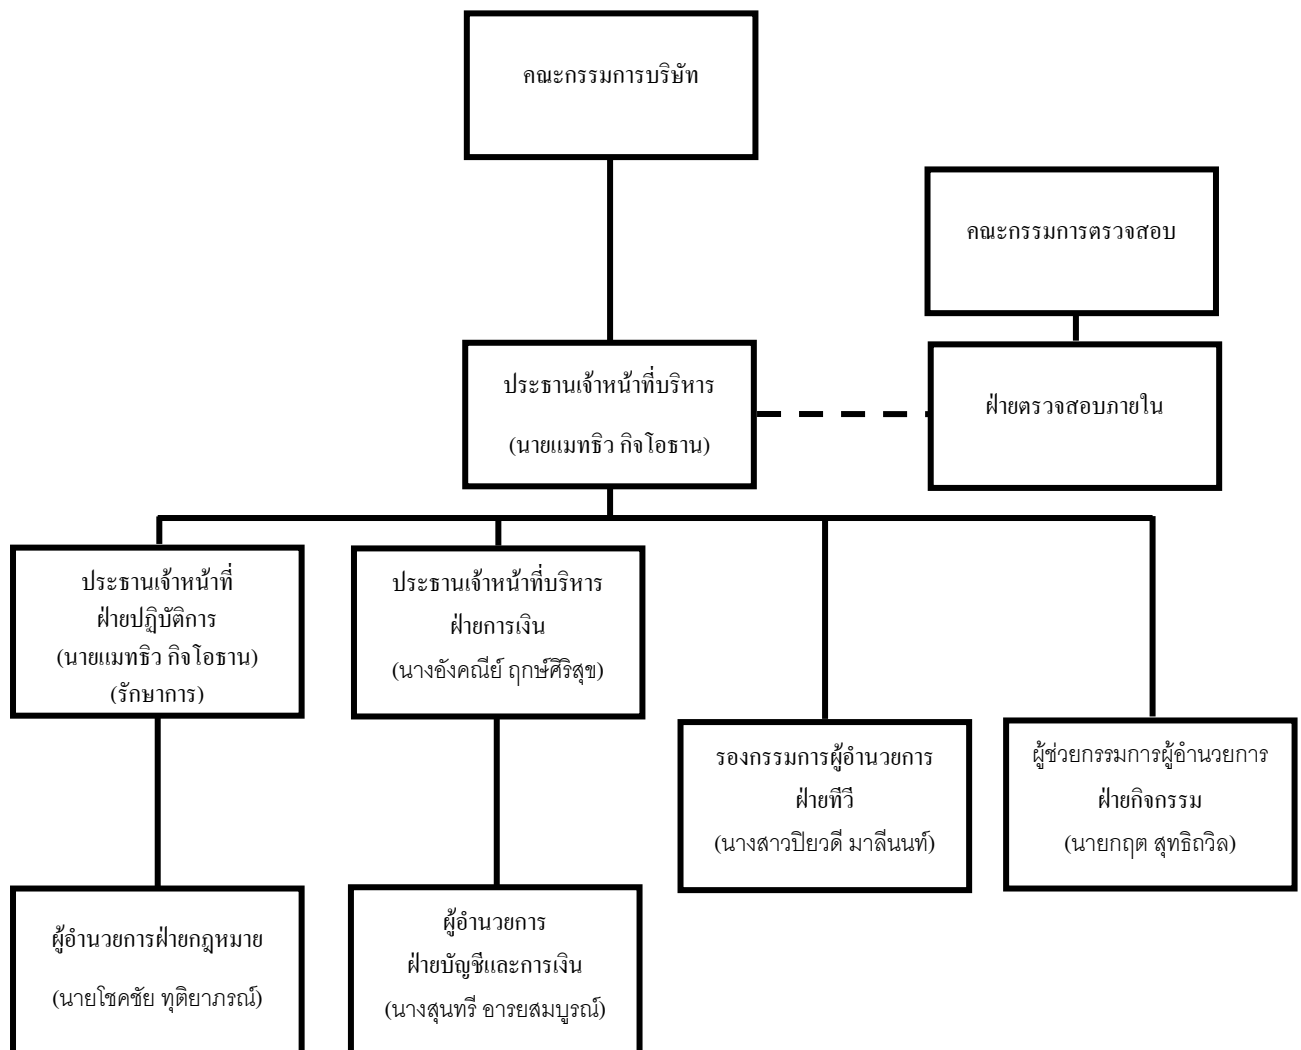 คณะกรรมการบริษัท
คณะกรรมการตรวจสอบ
ประธานเจ้าหน้าที่บริหาร
(นายแมทธิว กิจโอธาน)
ฝ่ายตรวจสอบภายใน
ประธานเจ้าหน้าที่
ฝ่ายปฏิบัติการ
(นายแมทธิว กิจโอธาน)
(รักษาการ)
ประธานเจ้าหน้าที่บริหาร
ฝ่ายการเงิน
(นางอังคณีย์ ฤกษ์ศิริสุข)
รองกรรมการผู้อำนวยการ
ฝ่ายทีวี
(นางสาวปิยวดี มาลีนนท์)
ผู้ช่วยกรรมการผู้อำนวยการ
ฝ่ายกิจกรรม
(นายกฤต สุทธิถวิล)
ผู้อำนวยการฝ่ายกฎหมาย
(นายโชคชัย ทุติยาภรณ์)
ผู้อำนวยการ
ฝ่ายบัญชีและการเงิน
(นางสุนทรี อารยสมบูรณ์)